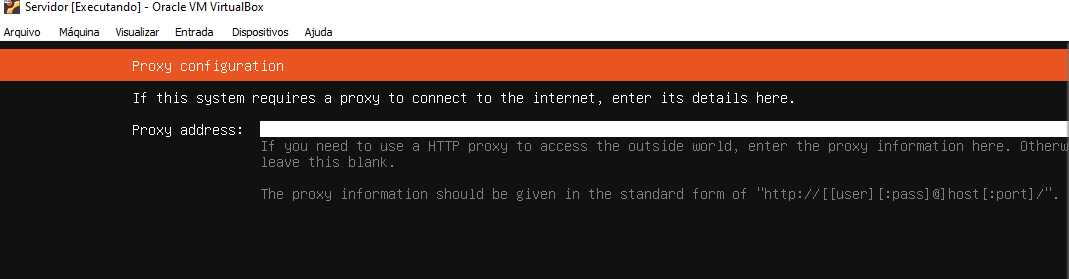 Servidor [Executando] - Oracle VM VirtualBox
Arquivo Máquina Visualizar Entrada Dispositivos Ajuda
Proxy configuration
If this system requires a proxy to connect to the internet, enter its details here.
Proxy address:
If you need to use a HTTP proxy to access the outside world, enter the proxy information here. Otherw
leave this blank.
The proxy information should be given in the standard form of "http://[[user][:pass]@]host[:port]/".